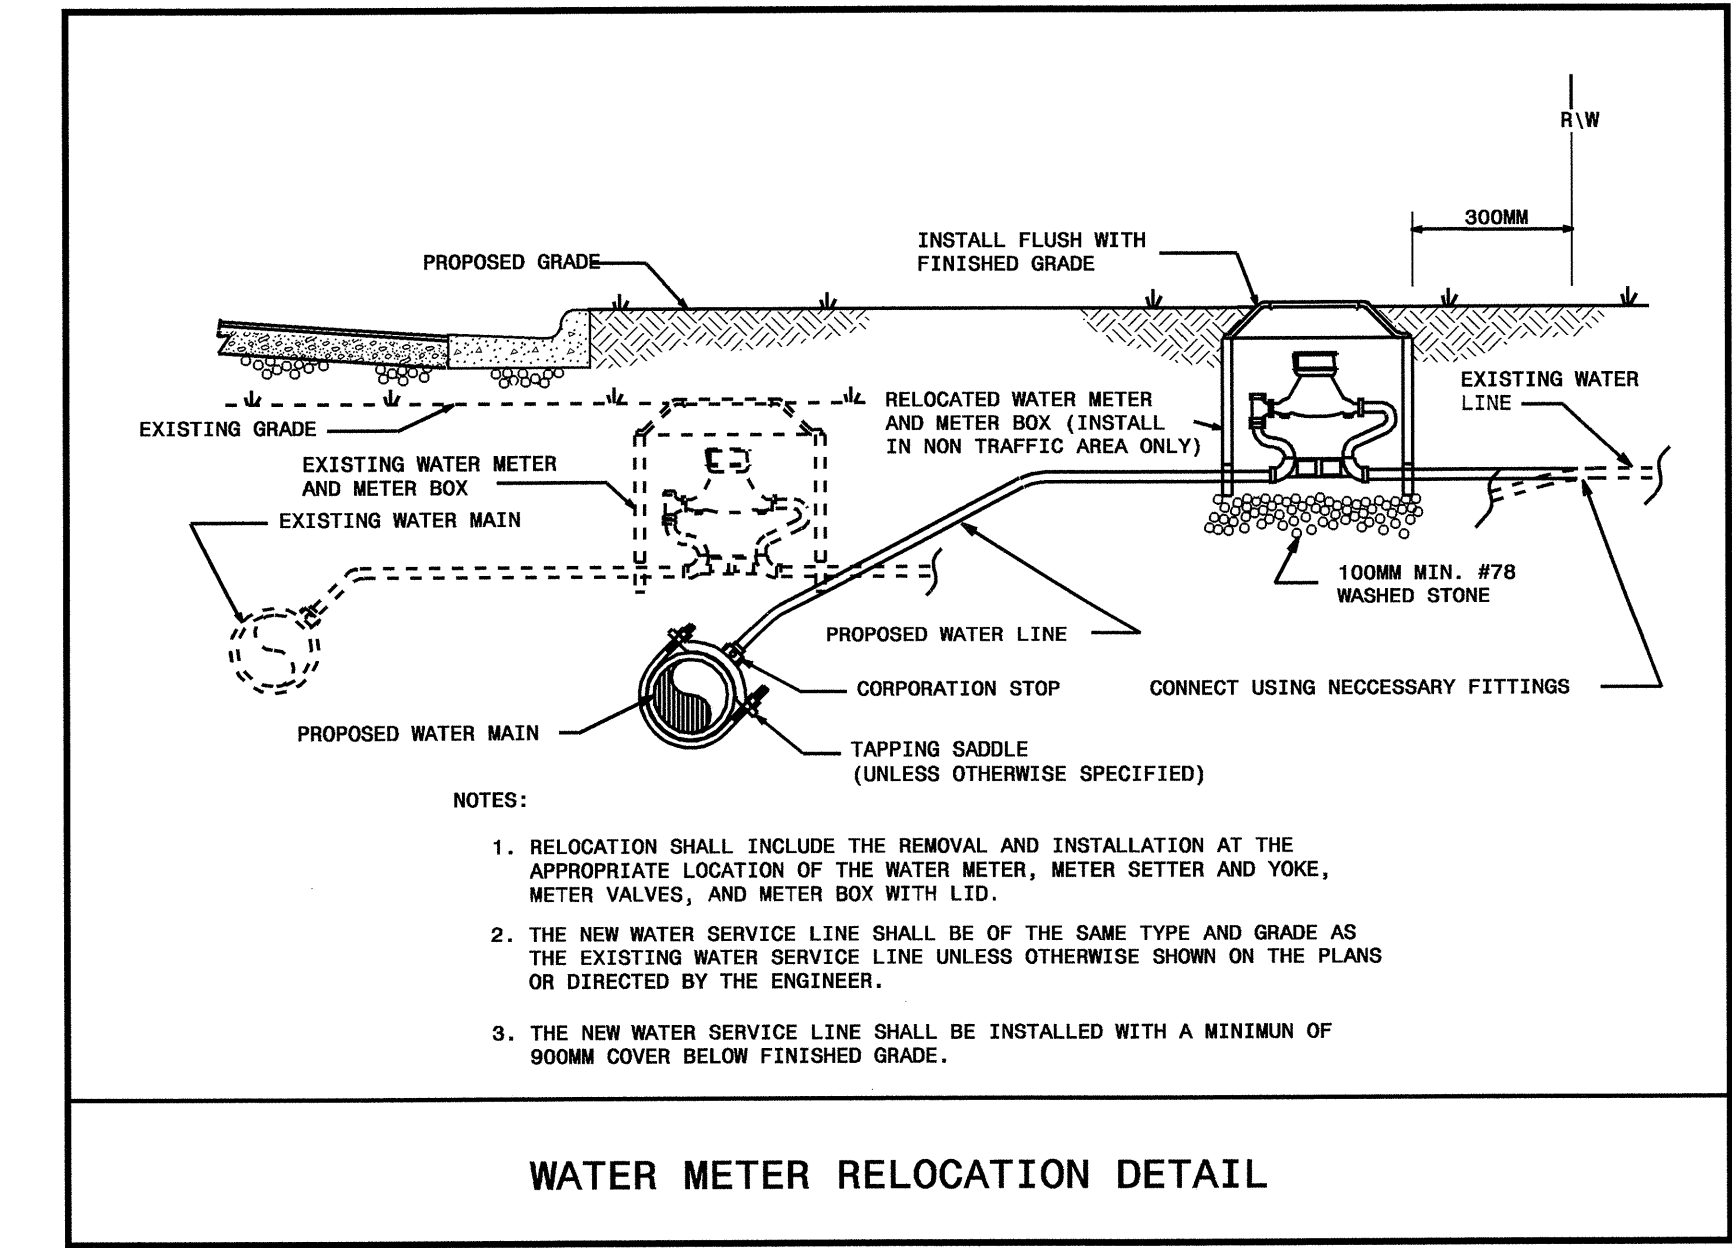 R\W
300MM
INSTALL FLUSH WITH
FINISHED GRADE
PROPOSED GRADE
EXISTING WATER
LINE
RELOCATED WATER METER
AND METER BOX (INSTALL
IN NON TRAFFIC AREA ONLY)
EXISTING GRADE
EXISTING WATER METER
AND METER BOX
EXISTING WATER MAIN
100MM MIN. #78
WASHED STONE
PROPOSED WATER LINE
CORPORATION STOP
CONNECT USING NECCESSARY FITTINGS
PROPOSED WATER MAIN
TAPPING SADDLE
(UNLESS OTHERWISE SPECIFIED)
NOTES:
1. RELOCATION SHALL INCLUDE THE REMOVAL AND INSTALLATION AT THE
APPROPRIATE LOCATION OF THE WATER METER, METER SETTER AND YOKE,
METER VALVES, AND METER BOX WITH LID.
2. THE NEW WATER SERVICE LINE SHALL BE OF THE SAME TYPE AND GRADE AS
THE EXISTING WATER SERVICE LINE UNLESS OTHERWISE SHOWN ON THE PLANS
OR DIRECTED BY THE ENGINEER.
3. THE NEW WATER SERVICE LINE SHALL BE INSTALLED WITH A MINIMUN OF
900MM COVER BELOW FINISHED GRADE.
WATER METER RELOCATION DETAIL